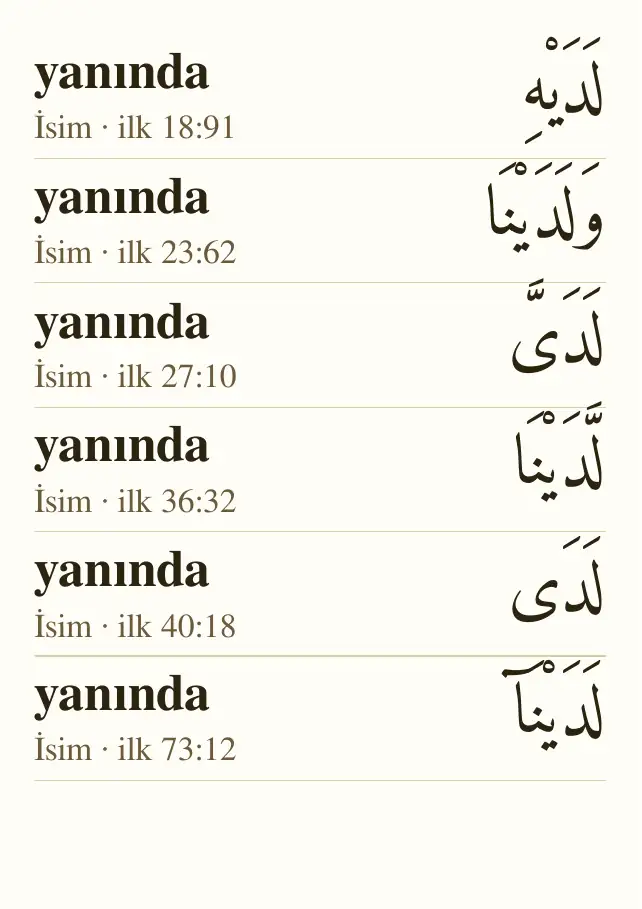 yanında لَدَيْهِ
İsim · ilk 18:91
yanında وَلَدَيْنَا
İsim · ilk 23:62
yanında لَدَىَّ
İsim · ilk 27:10
yanında لَّدَيْنَا
İsim · ilk 36:32
yanında لَدَى
İsim · ilk 40:18
yanında لَدَيْنَآ
İsim · ilk 73:12